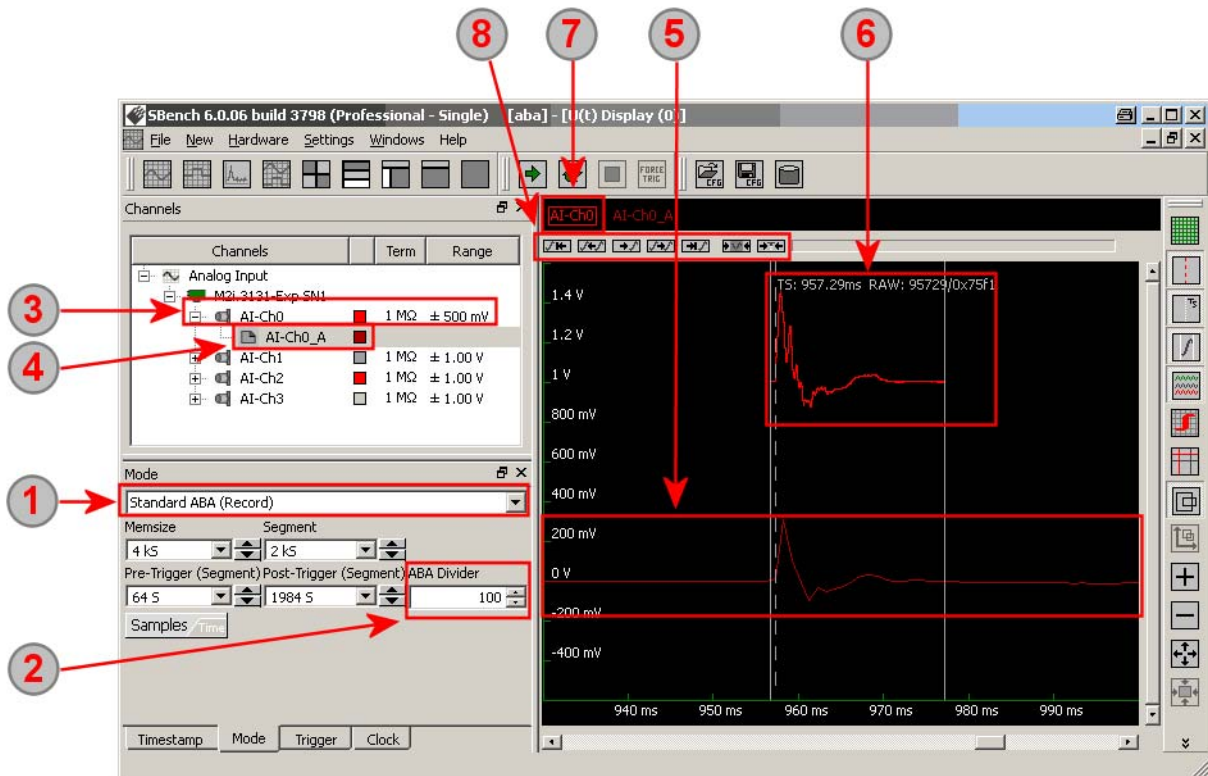 8
7
5
6
SBench 6.0.06 build 3798 (Professional - Single) [aba] - [U(t) Display (0)]
File New Hardware Settings Windows Help
FORCE
TRIG
CFG
CFG
Channels
AI-Ch0 AI-Ch0_A
Channels Term Range
Analog Input
M2i.3131-Exp SN1
3
AI-Ch0 1 MΩ ± 500 mV
4
AI-Ch0_A
AI-Ch1 1 MΩ ± 1.00 V
AI-Ch2 1 MΩ ± 1.00 V
AI-Ch3 1 MΩ ± 1.00 V
Mode
1
Standard ABA (Record)
Memsize Segment
4 kS 2 kS
Pre-Trigger (Segment) Post-Trigger (Segment) ABA Divider
64 S 1984 S 100
Samples Time
2
Timestamp Mode Trigger Clock
TS: 957.29ms RAW: 95729/0x75f1
1.4 V
1.2 V
1 V
800 mV
600 mV
400 mV
200 mV
0 V
-200 mV
-400 mV
940 ms 950 ms 960 ms 970 ms 980 ms 990 ms
TS